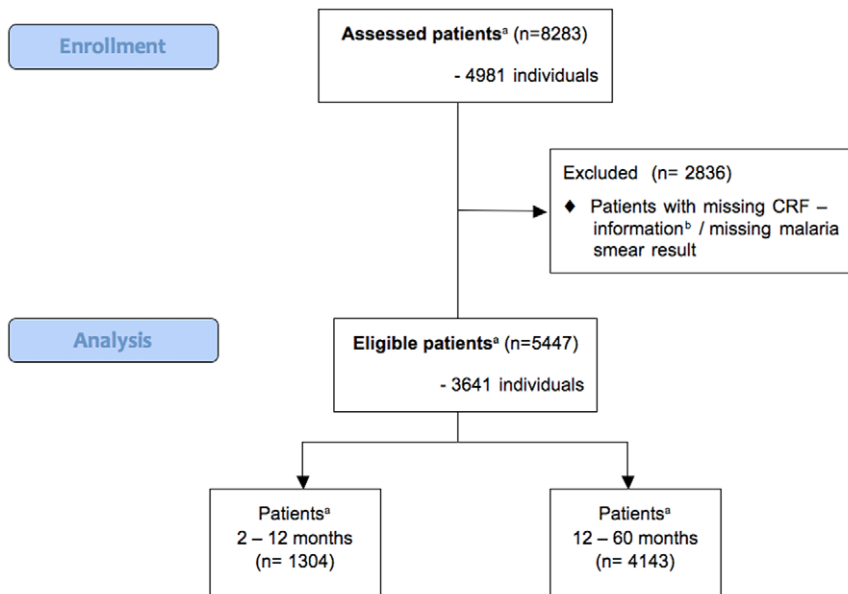 Enrollment
Assessed patientsᵃ (n=8283)
- 4981 individuals
Excluded (n= 2836)
♦ Patients with missing CRF –
informationᵇ / missing malaria
smear result
Analysis
Eligible patientsᵃ (n=5447)
- 3641 individuals
Patientsᵃ
2 – 12 months
(n= 1304)
Patientsᵃ
12 – 60 months
(n= 4143)